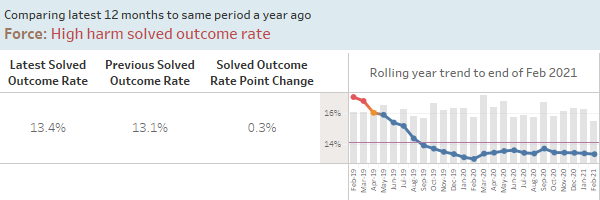 Comparing latest 12 months to same period a year ago
Force: High harm solved outcome rate
Latest Solved Outcome Rate
Previous Solved Outcome Rate
Solved Outcome Rate Point Change
Rolling year trend to end of Feb 2021
13.4%
13.1%
0.3%
16%
14%
Feb-19
Mar-19
Apr-19
May-19
Jun-19
Jul-19
Aug-19
Sep-19
Oct-19
Nov-19
Dec-19
Jan-20
Feb-20
Mar-20
Apr-20
May-20
Jun-20
Jul-20
Aug-20
Sep-20
Oct-20
Nov-20
Dec-20
Jan-21
Feb-21